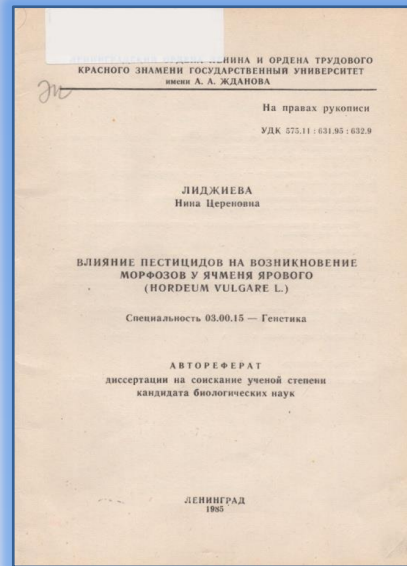 ОРДЕНА ЛЕНИНА И ОРДЕНА ТРУДОВОГО
КРАСНОГО ЗНАМЕНИ ГОСУДАРСТВЕННЫЙ УНИВЕРСИТЕТ
имени А. А. ЖДАНОВА
На правах рукописи
УДК 575.11 : 631.95 : 632.9
ЛИДЖИЕВА
Нина Цереновна
ВЛИЯНИЕ ПЕСТИЦИДОВ НА ВОЗНИКНОВЕНИЕ
МОРФОЗОВ У ЯЧМЕНЯ ЯРОВОГО
(HORDEUM VULGARE L.)
Специальность 03.00.15 — Генетика
АВТОРЕФЕРАТ
диссертации на соискание ученой степени
кандидата биологических наук
ЛЕНИНГРАД
1985